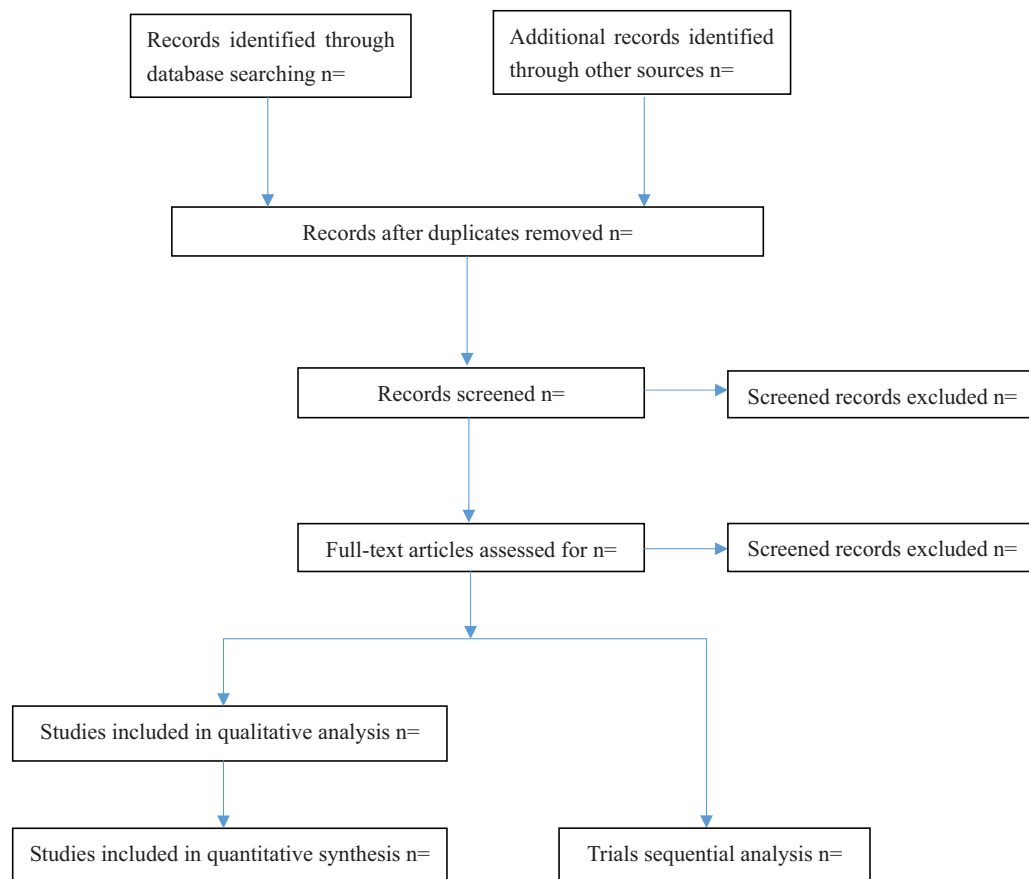 Records identified through
database searching n=
Additional records identified
through other sources n=
Records after duplicates removed n=
Records screened n=
Screened records excluded n=
Full-text articles assessed for n=
Screened records excluded n=
Studies included in qualitative analysis n=
Studies included in quantitative synthesis n=
Trials sequential analysis n=